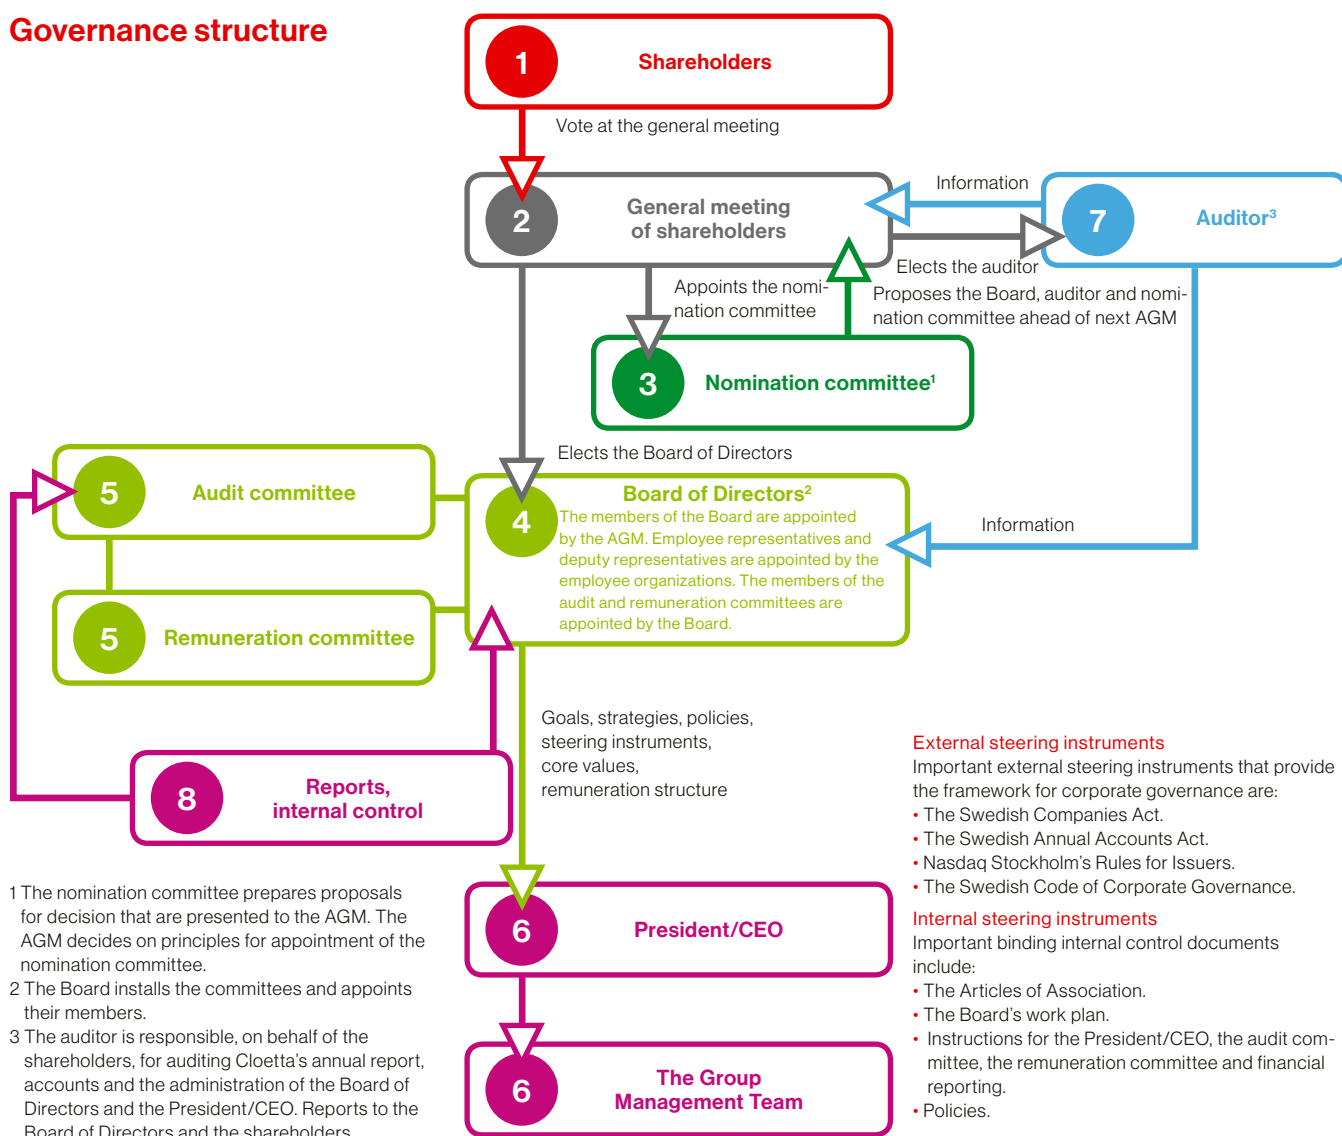 Governance structure
1
Shareholders
Vote at the general meeting
2
General meeting
of shareholders
Information
7
Auditor³
Elects the auditor
Appoints the nomi-
nation committee
Proposes the Board, auditor and nomi-
nation committee ahead of next AGM
3
Nomination committee¹
Elects the Board of Directors
5
Audit committee
4
Board of Directors²
The members of the Board are appointed
by the AGM. Employee representatives and
deputy representatives are appointed by the
employee organizations. The members of the
audit and remuneration committees are
appointed by the Board.
Information
5
Remuneration committee
Goals, strategies, policies,
steering instruments,
core values,
remuneration structure
8
Reports,
internal control
6
President/CEO
6
The Group
Management Team
1 The nomination committee prepares proposals
for decision that are presented to the AGM. The
AGM decides on principles for appointment of the
nomination committee.
2 The Board installs the committees and appoints
their members.
3 The auditor is responsible, on behalf of the
shareholders, for auditing Cloetta's annual report,
accounts and the administration of the Board of
Directors and the President/CEO. Reports to the
Board of Directors and the shareholders
External steering instruments
Important external steering instruments that provide
the framework for corporate governance are:
• The Swedish Companies Act.
• The Swedish Annual Accounts Act.
• Nasdaq Stockholm's Rules for Issuers.
• The Swedish Code of Corporate Governance.
Internal steering instruments
Important binding internal control documents
include:
• The Articles of Association.
• The Board's work plan.
• Instructions for the President/CEO, the audit com-
mittee, the remuneration committee and financial
reporting.
• Policies.